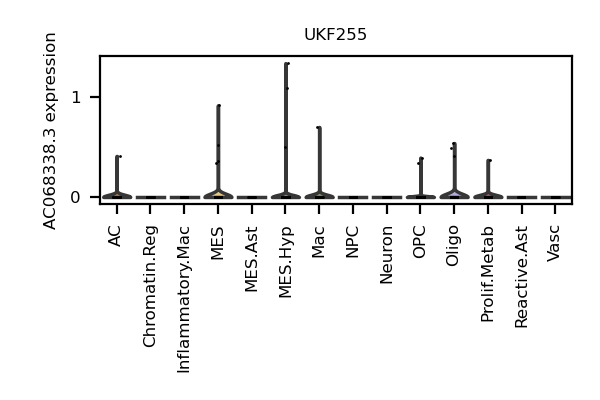 UKF255
AC068338.3 expression
1
0
AC
Chromatin.Reg
Inflammatory.Mac
MES
MES.Ast
MES.Hyp
Mac
NPC
Neuron
OPC
Oligo
Prolif.Metab
Reactive.Ast
Vasc